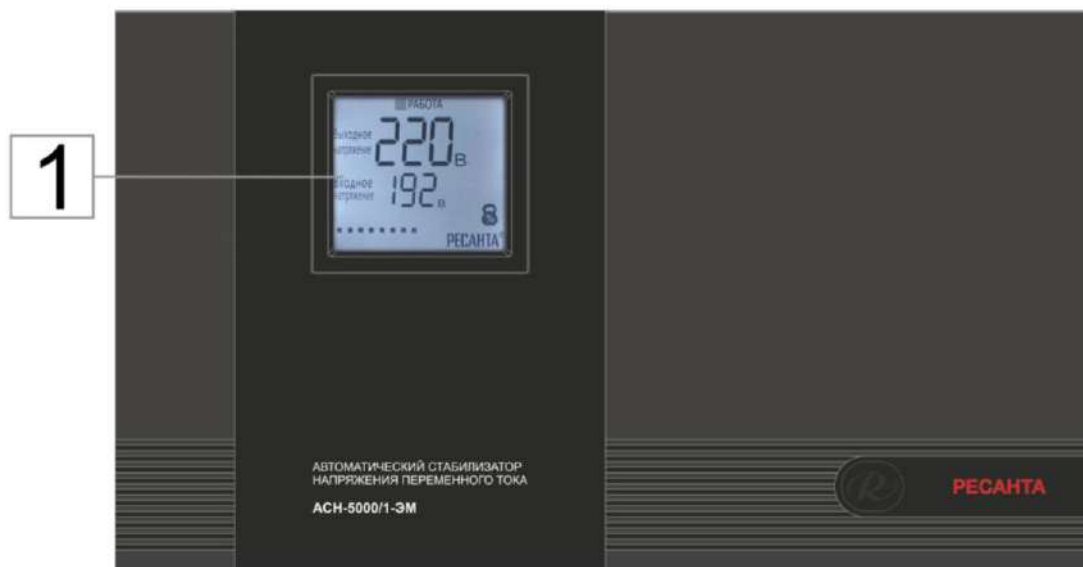 1
РАБОТА
Выходное
напряжение
220 В
Входное
напряжение
192 В
РЕСАНТА
АВТОМАТИЧЕСКИЙ СТАБИЛИЗАТОР
НАПРЯЖЕНИЯ ПЕРЕМЕННОГО ТОКА
АСН-5000/1-ЭМ
R
РЕСАНТА